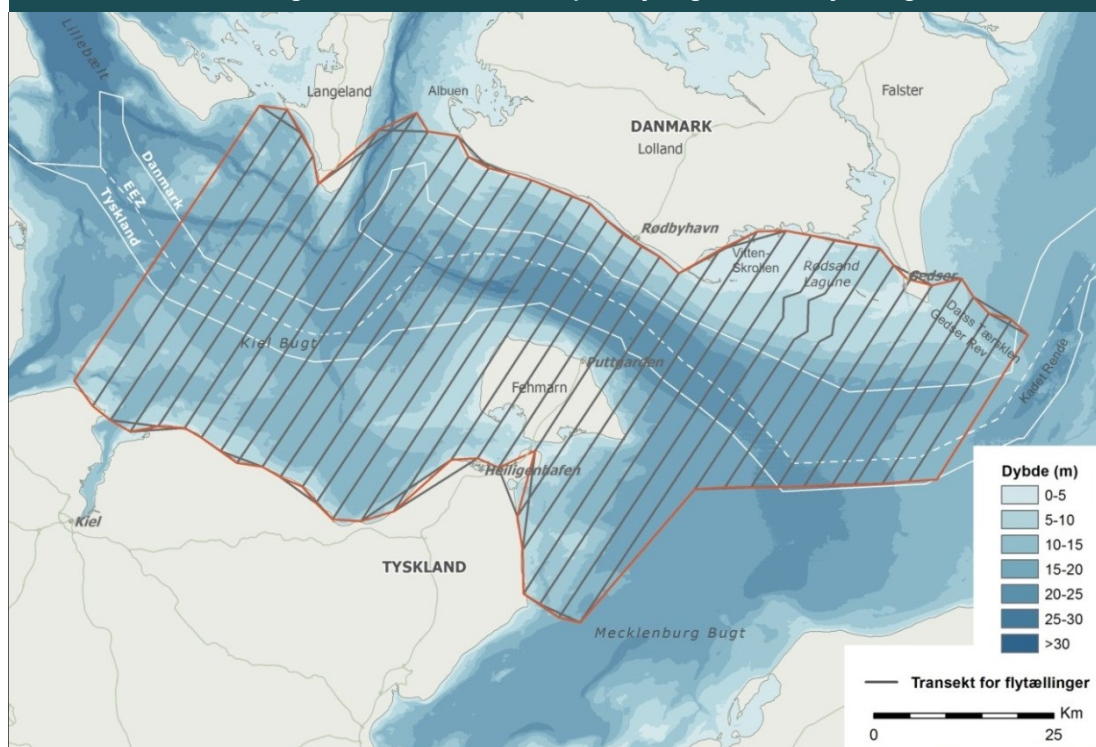 Lillebælt
Langeland
Albuen
Falster
DANMARK
Lolland
Danmark
EEZ
Tyskland
Rødbyhavn
Vitten-
Skrollen
Rødsand
Lagune
Gedser
Darss Tærsklen
Gedser Rev
Kadet Rende
Kiel Bugt
Puttgarden
Fehmarn
Heiligenhafen
Kiel
TYSKLAND
Mecklenburg Bugt
Dybde (m)
0-5
5-10
10-15
15-20
20-25
25-30
>30
Transekt for flytællinger
Km
0 25